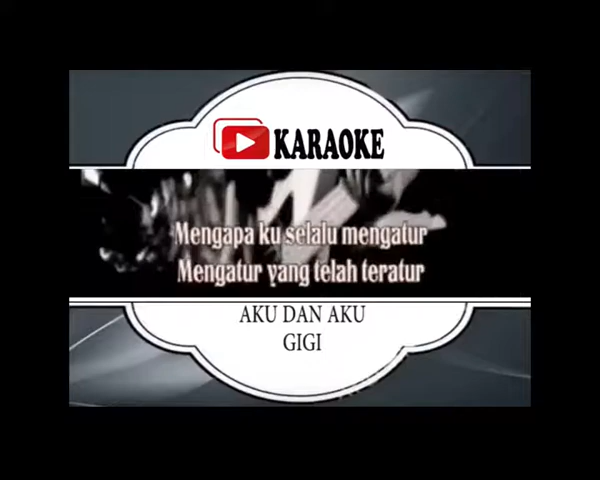 KARAOKE
Mengapa ku selalu mengatur
Mengatur yang telah teratur
AKU DAN AKU
GIGI